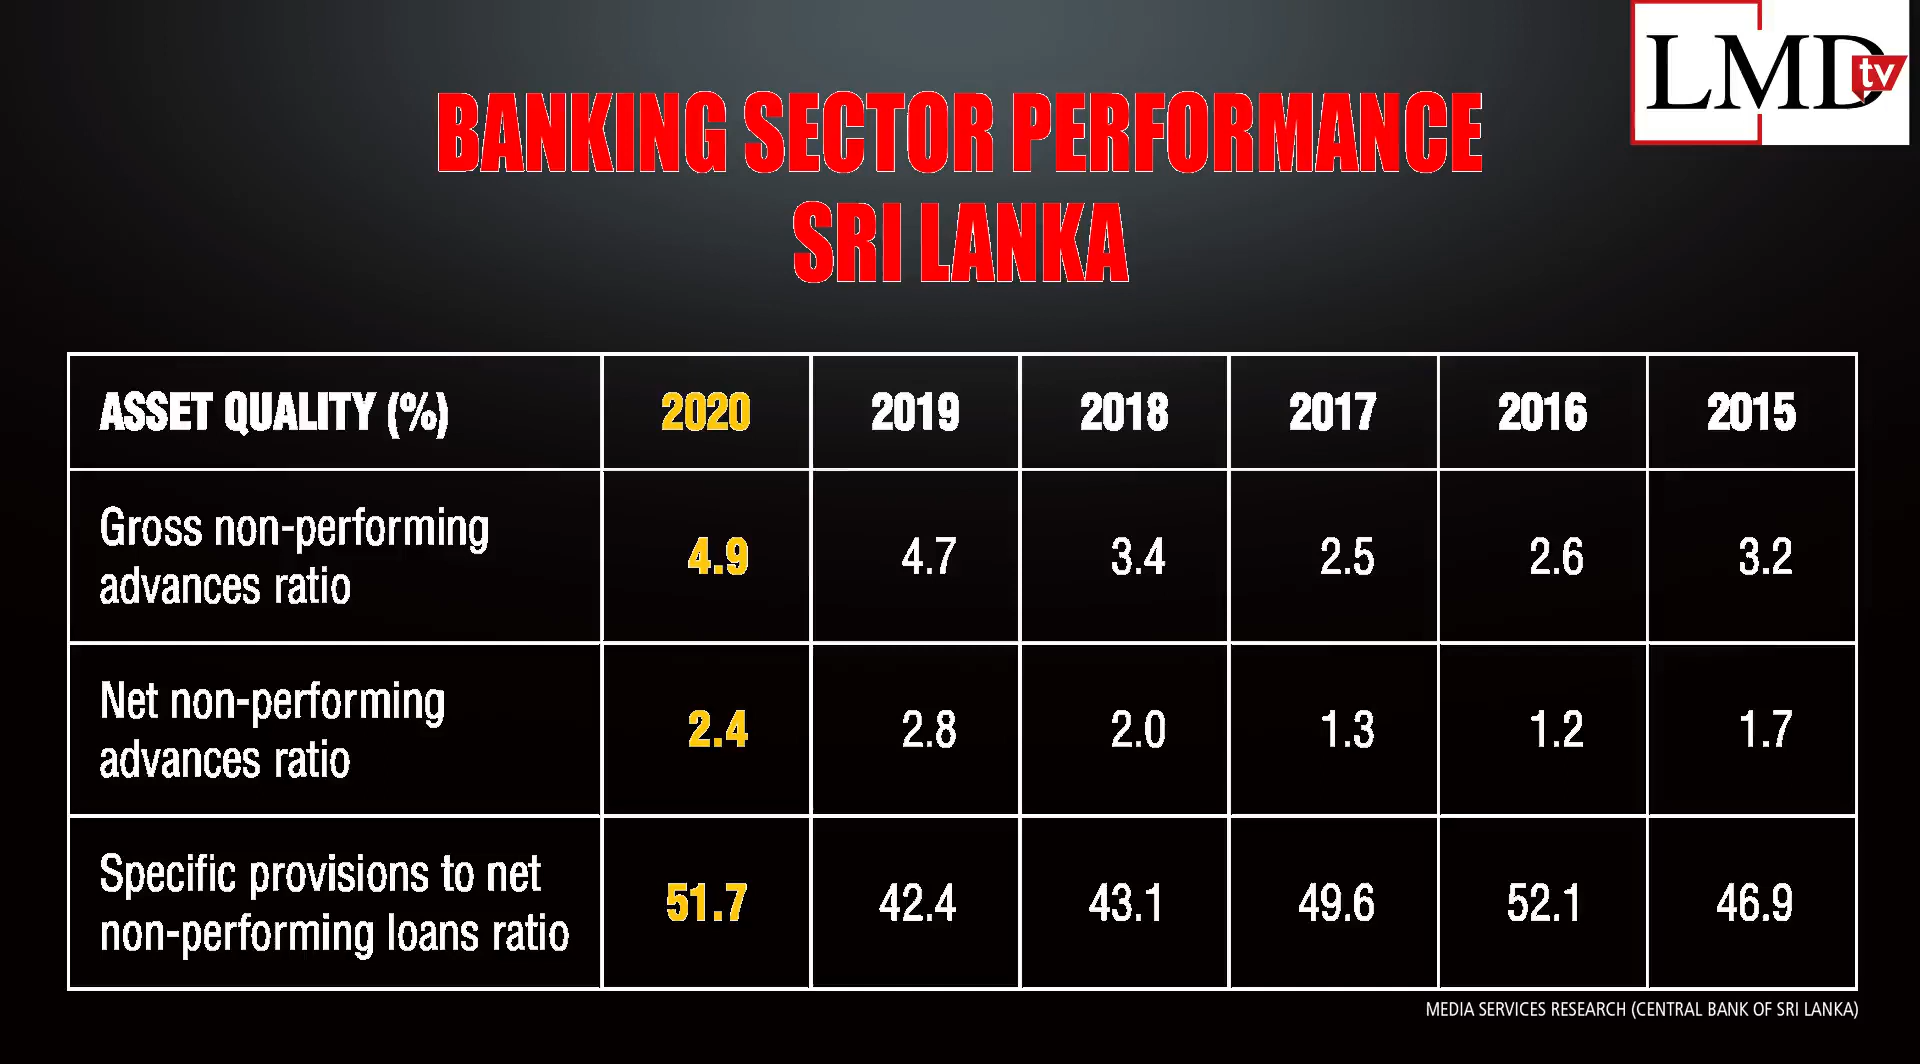 LMD tv
BANKING SECTOR PERFORMANCE
SRI LANKA
ASSET QUALITY (%) 2020 2019 2018 2017 2016 2015
Gross non-performing
advances ratio 4.9 4.7 3.4 2.5 2.6 3.2
Net non-performing
advances ratio 2.4 2.8 2.0 1.3 1.2 1.7
Specific provisions to net
non-performing loans ratio 51.7 42.4 43.1 49.6 52.1 46.9
MEDIA SERVICES RESEARCH (CENTRAL BANK OF SRI LANKA)